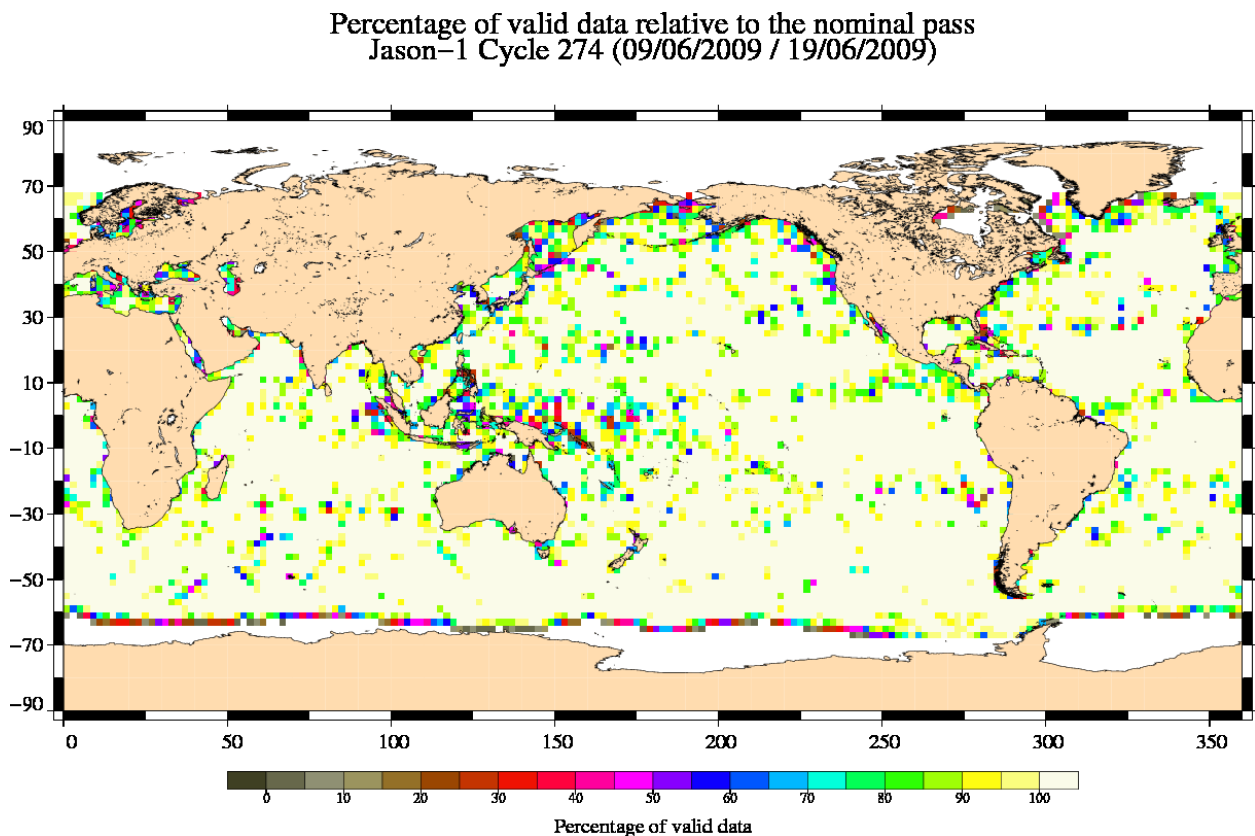 Percentage of valid data relative to the nominal pass
Jason−1 Cycle 274 (09/06/2009 / 19/06/2009)
90
70
50
30
10
−10
−30
−50
−70
−90
0 50 100 150 200 250 300 350
0 10 20 30 40 50 60 70 80 90 100
Percentage of valid data